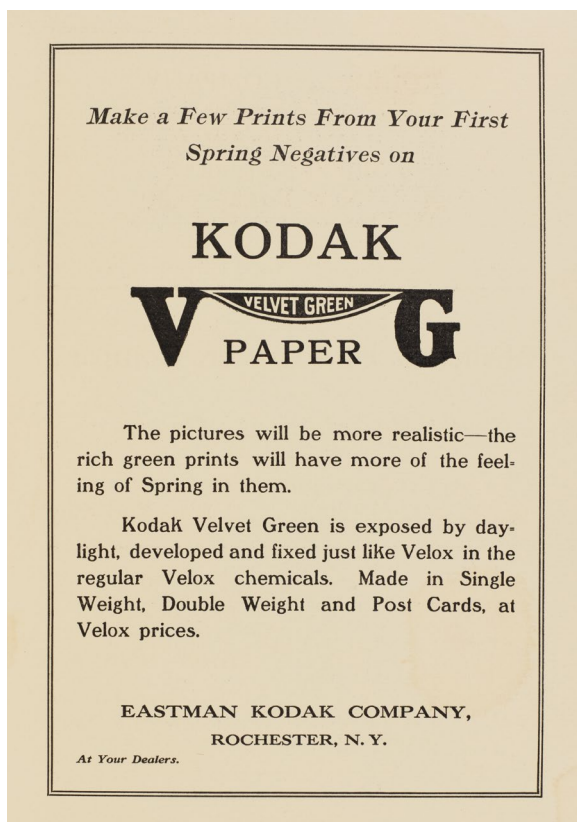 Make a Few Prints From Your First
Spring Negatives on
KODAK
V VELVET GREEN G
PAPER
The pictures will be more realistic—the
rich green prints will have more of the feel=
ing of Spring in them.
Kodak Velvet Green is exposed by day=
light, developed and fixed just like Velox in the
regular Velox chemicals. Made in Single
Weight, Double Weight and Post Cards, at
Velox prices.
EASTMAN KODAK COMPANY,
ROCHESTER, N. Y.
At Your Dealers.